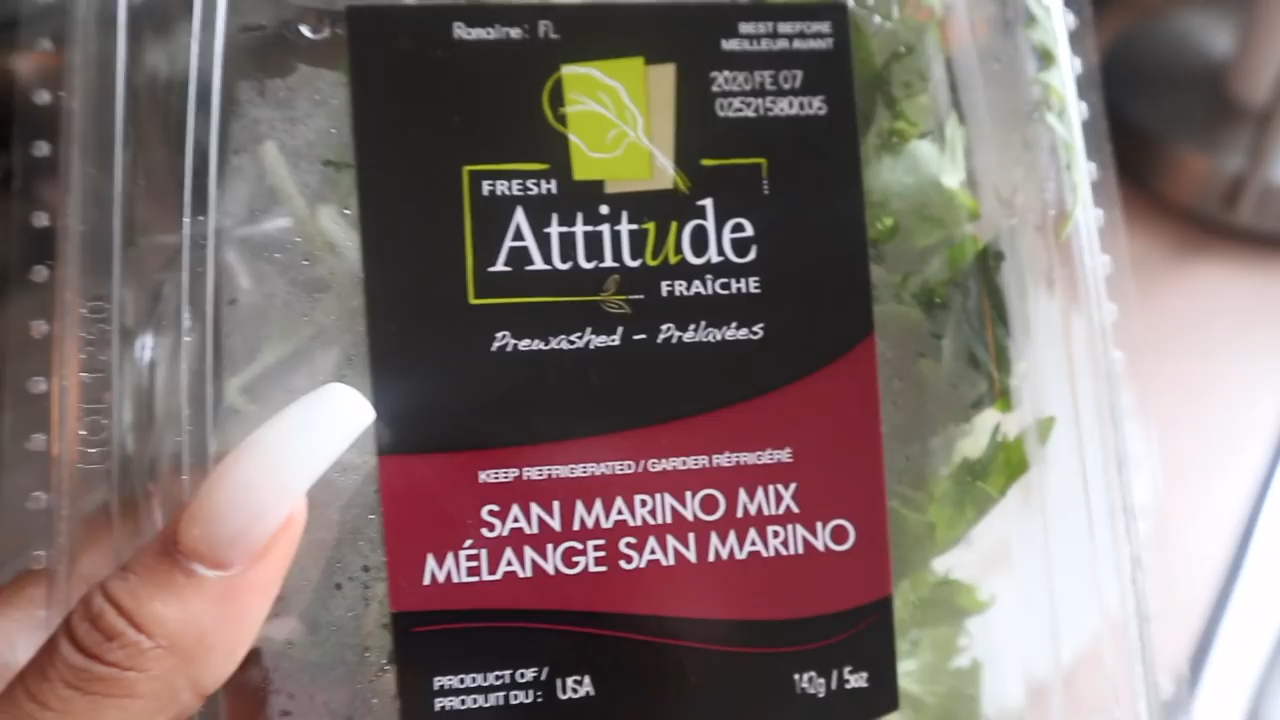 Romaine: FL
BEST BEFORE
MEILLEUR AVANT
2020 FE 07
02521580005
FRESH
Attitude
FRAÎCHE
Prewashed - Prélavées
KEEP REFRIGERATED / GARDER RÉFRIGÉRÉ
SAN MARINO MIX
MÉLANGE SAN MARINO
PRODUCT OF /
PRODUIT DU : USA
142g / 5oz